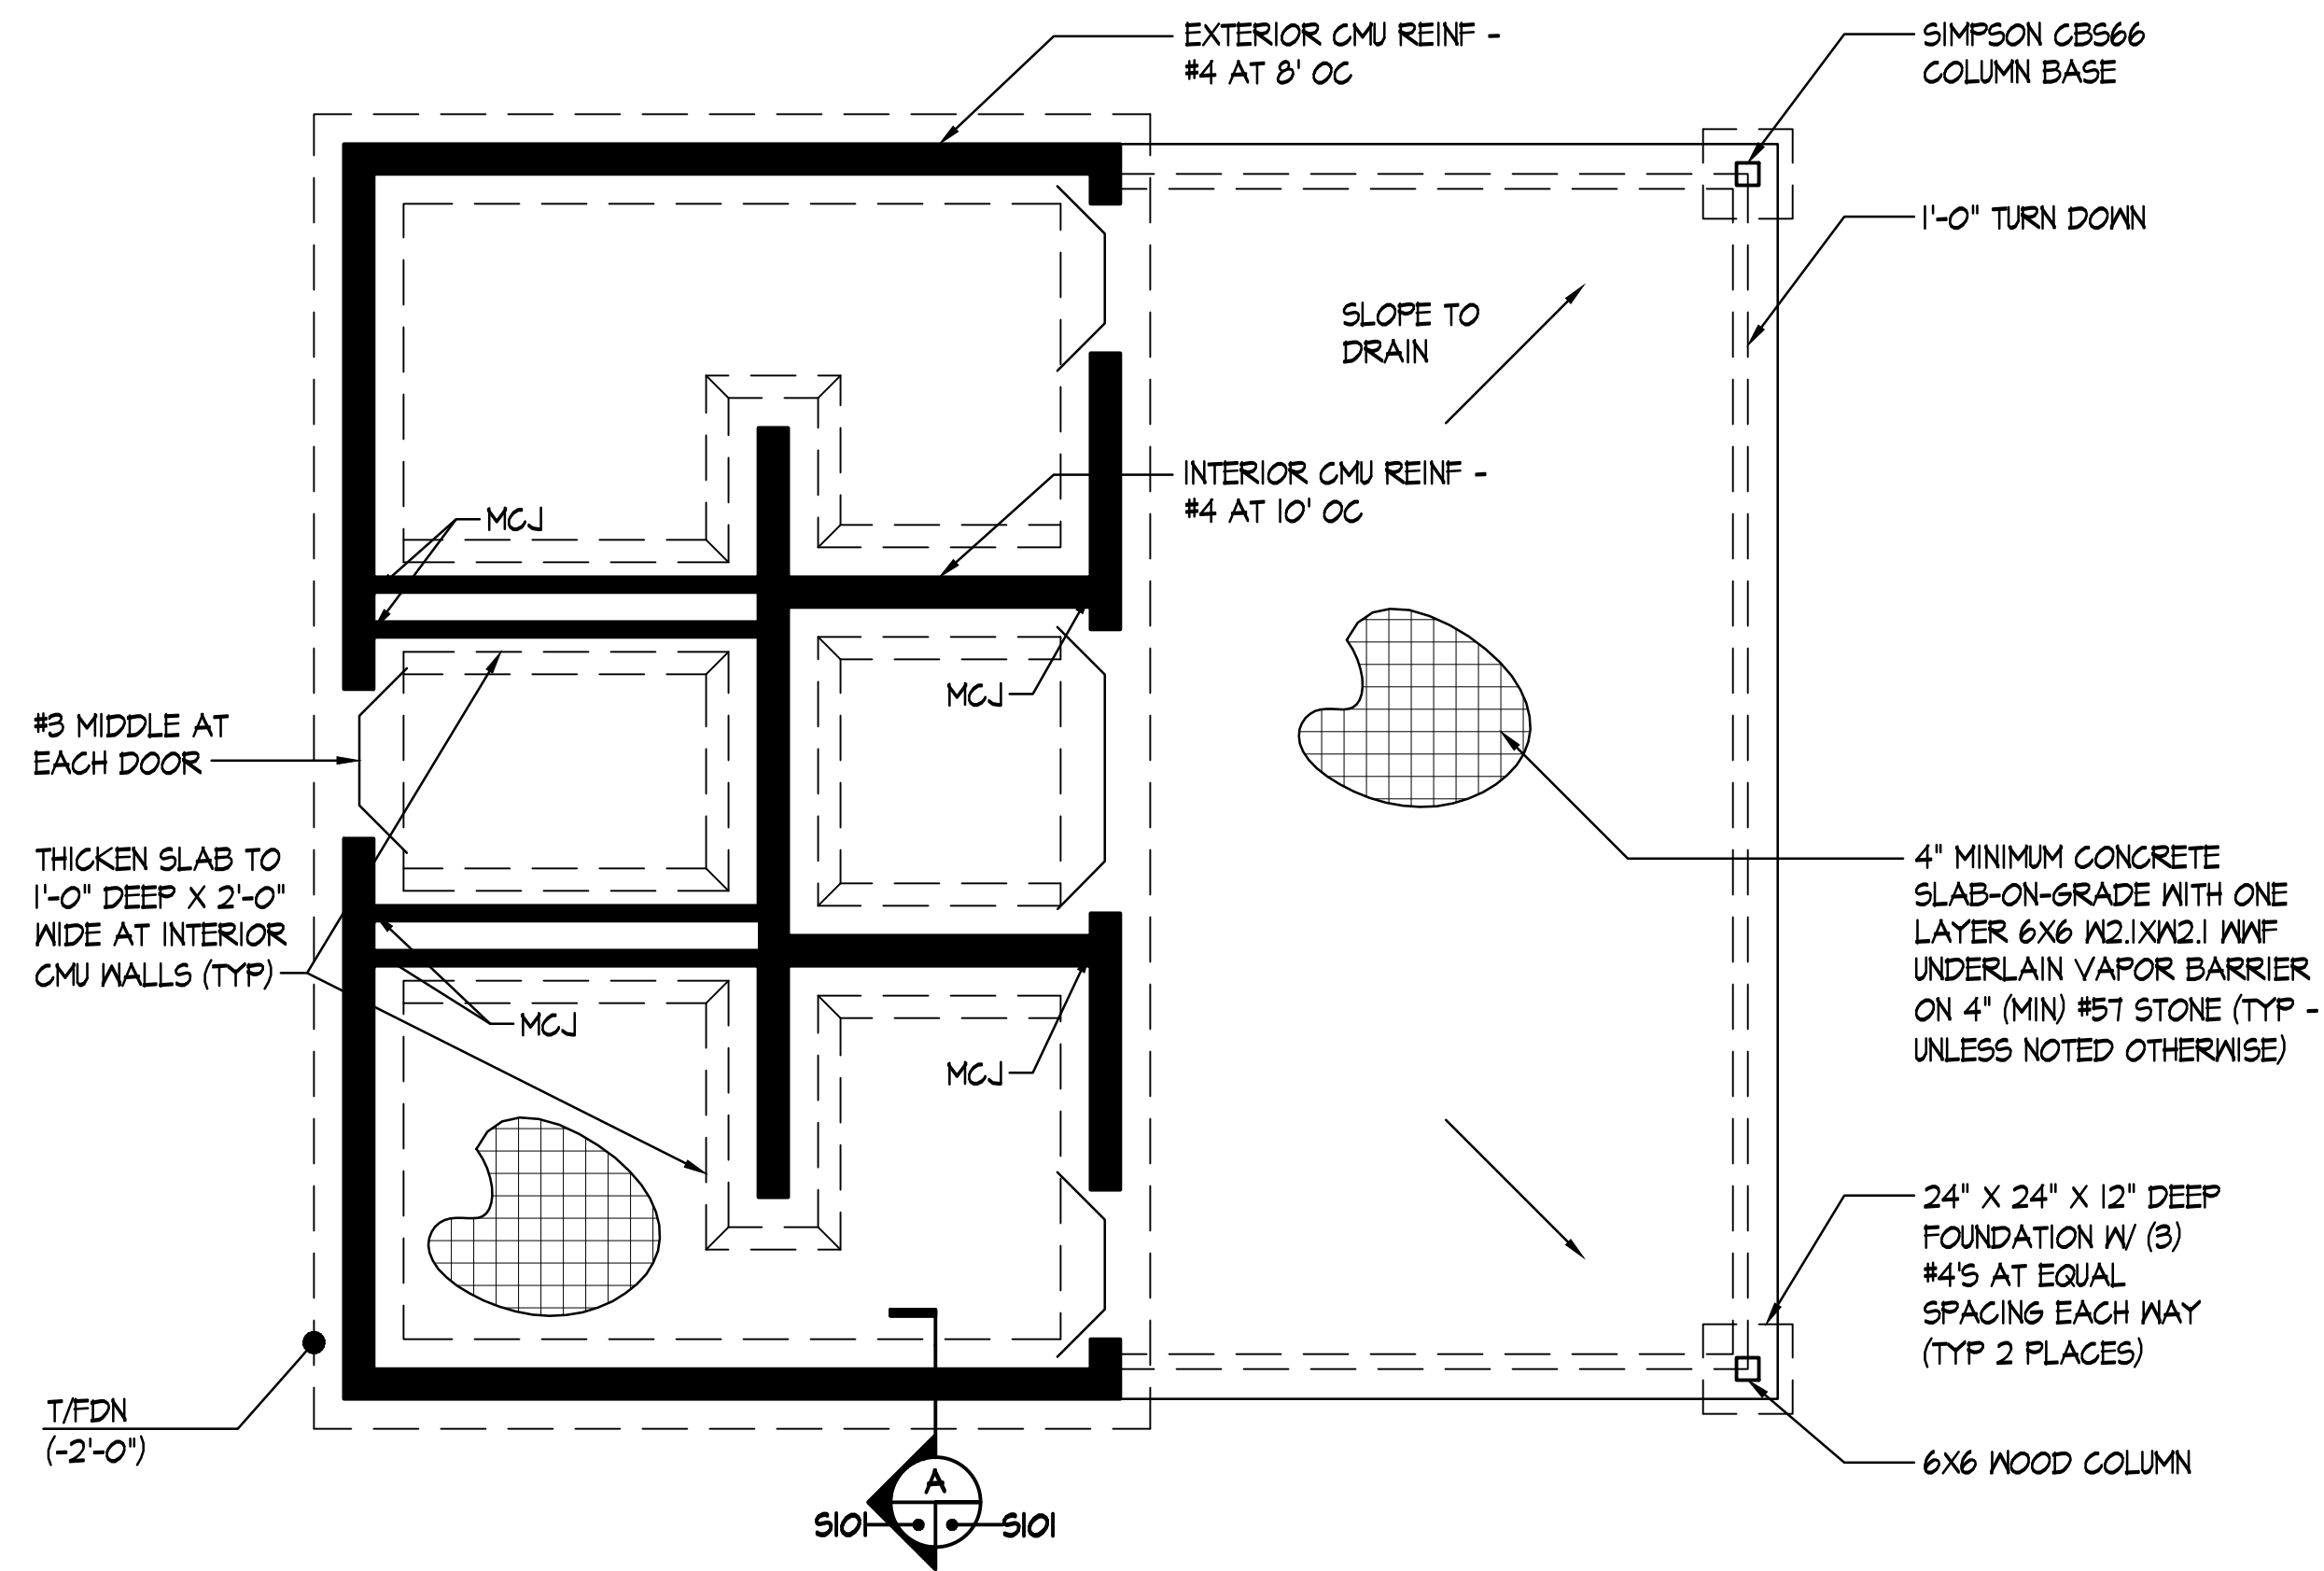 EXTERIOR CMU REINF -
#4 AT 8' OC
SIMPSON CBS66
COLUMN BASE
1'-0" TURN DOWN
SLOPE TO
DRAIN
INTERIOR CMU REINF -
#4 AT 10' OC
MCJ
MCJ
#3 MIDDLE AT
EACH DOOR
THICKEN SLAB TO
1'-0" DEEP X 2'-0"
WIDE AT INTERIOR
CMU WALLS (TYP)
4" MINIMUM CONCRETE
SLAB-ON-GRADE WITH ONE
LAYER 6X6 W2.1XW2.1 WWF
UNDERLAIN VAPOR BARRIER
ON 4" (MIN) #57 STONE (TYP -
UNLESS NOTED OTHERWISE)
MCJ
MCJ
24" X 24" X 12" DEEP
FOUNDATION W/ (3)
#4'S AT EQUAL
SPACING EACH WAY
(TYP 2 PLACES)
T/FDN
(-2'-0")
6X6 WOOD COLUMN
A
S101 S101